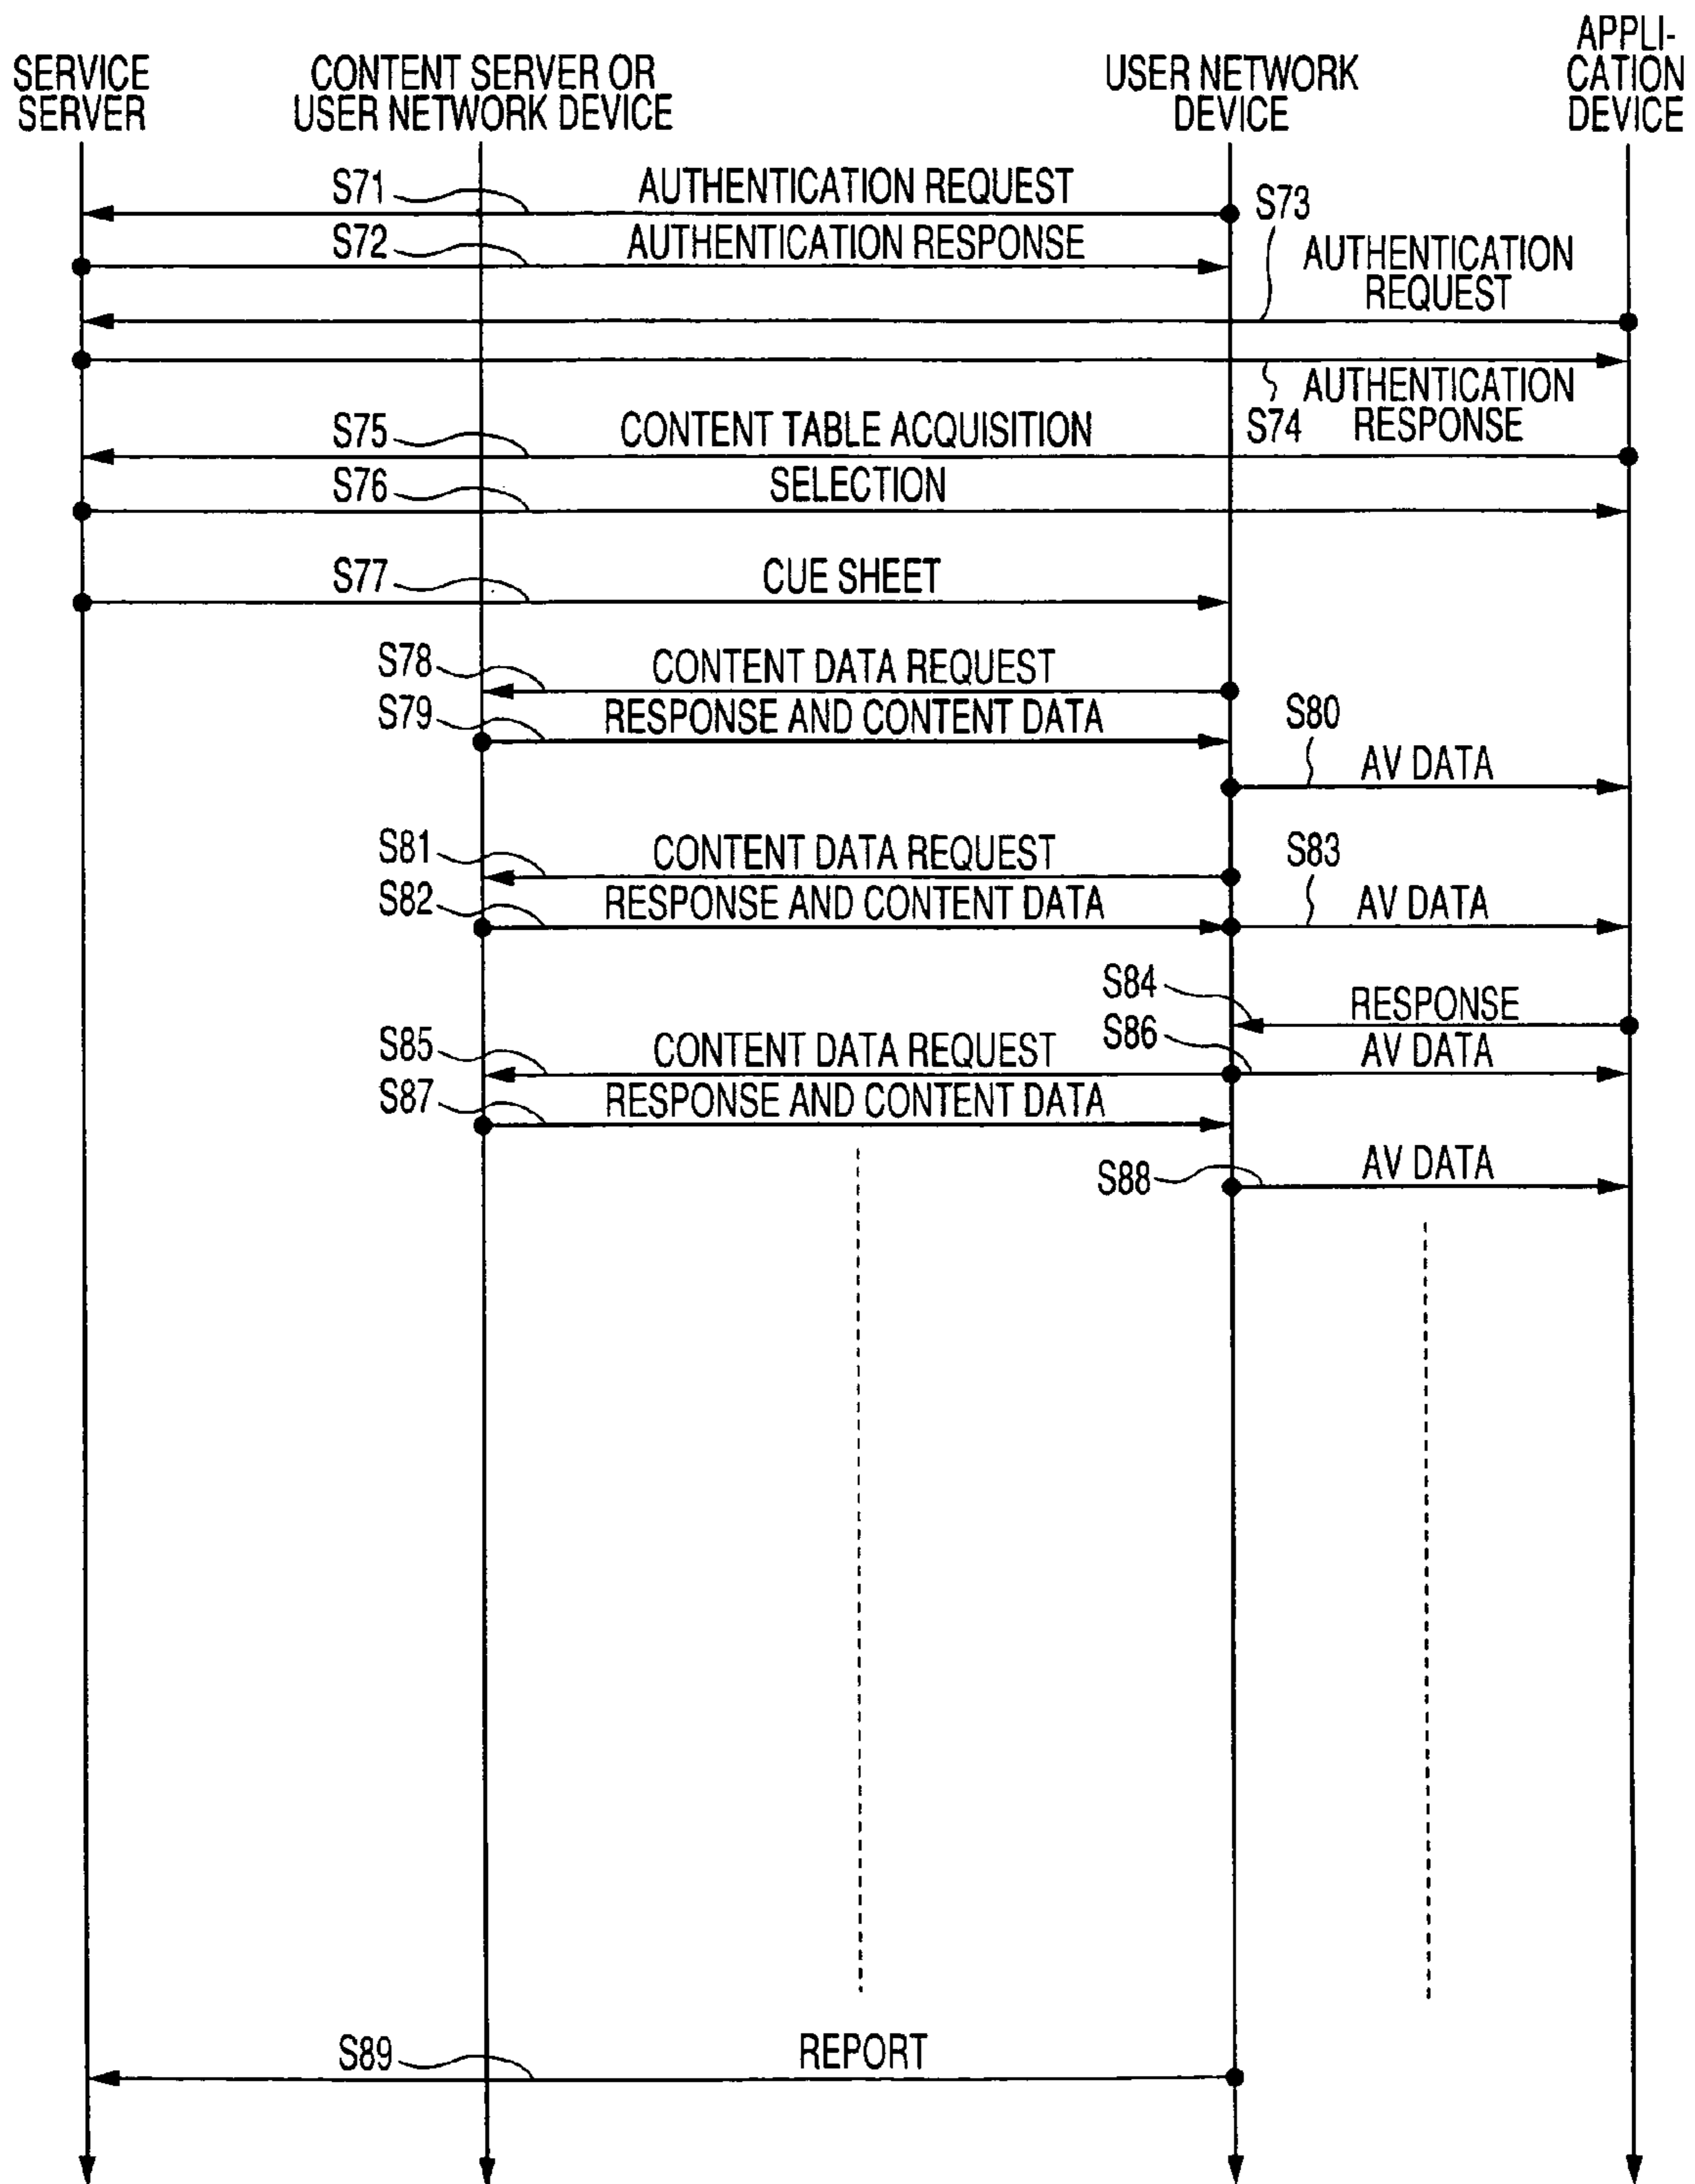 SERVICE
SERVER
CONTENT SERVER OR
USER NETWORK DEVICE
USER NETWORK
DEVICE
APPLI-
CATION
DEVICE
S71 AUTHENTICATION REQUEST
S72 AUTHENTICATION RESPONSE
S73
AUTHENTICATION
REQUEST
S74
AUTHENTICATION
RESPONSE
S75 CONTENT TABLE ACQUISITION
S76 SELECTION
S77 CUE SHEET
S78 CONTENT DATA REQUEST
S79 RESPONSE AND CONTENT DATA
S80
AV DATA
S81 CONTENT DATA REQUEST
S82 RESPONSE AND CONTENT DATA
S83
AV DATA
S84 RESPONSE
S85 CONTENT DATA REQUEST
S86 AV DATA
S87 RESPONSE AND CONTENT DATA
S88 AV DATA
S89 REPORT